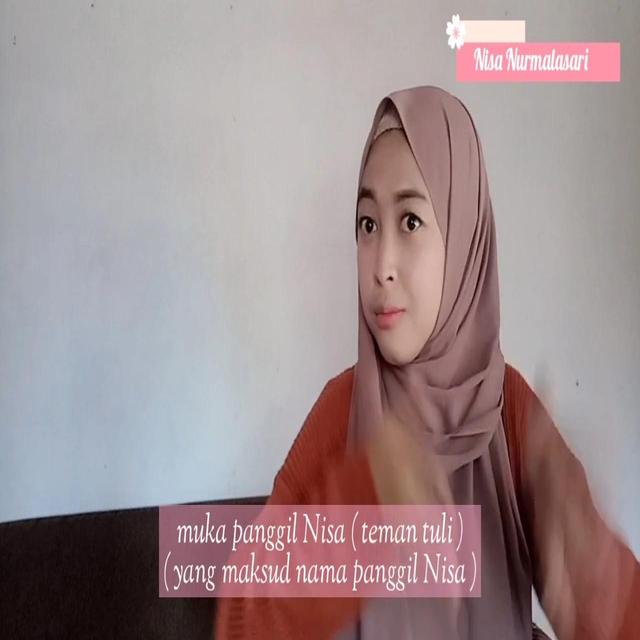 Nisa Nurmalasari
muka panggil Nisa ( teman tuli )
( yang maksud nama panggil Nisa )